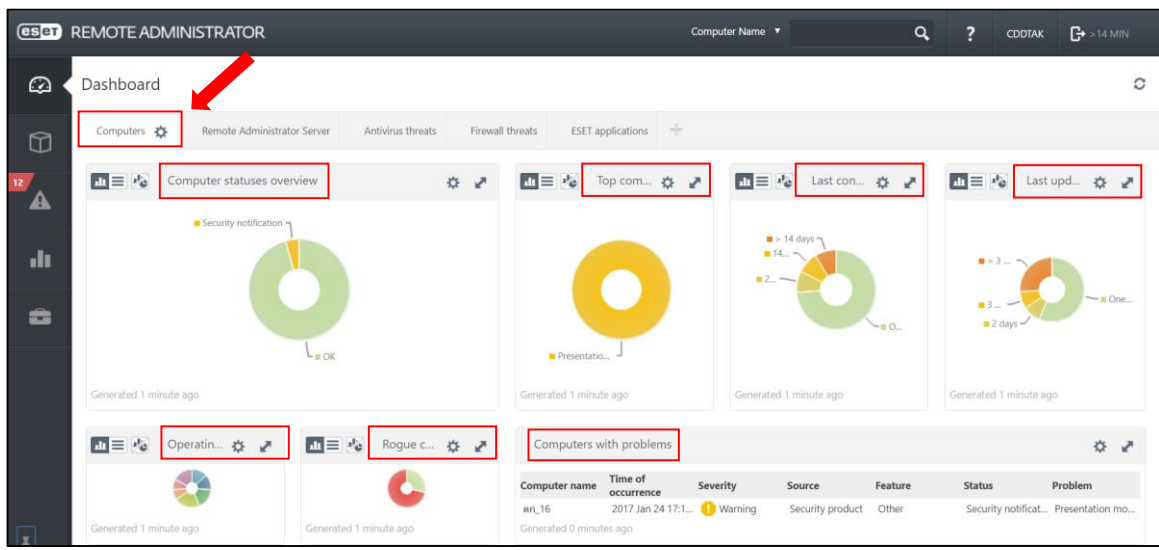 eset REMOTE ADMINISTRATOR
Computer Name ▼
?
CDDTAK
>14 MIN
Dashboard
Computers
Remote Administrator Server
Antivirus threats
Firewall threats
ESET applications
+
12
Computer statuses overview
Top com...
Last con...
Last upd...
Security notification
OK
Generated 1 minute ago
Presentatio...
Generated 1 minute ago
> 14 days
14...
2...
O...
Generated 1 minute ago
> 3 ...
3 ...
2 days
One...
Generated 1 minute ago
Operatin...
Generated 1 minute ago
Rogue c...
Generated 1 minute ago
Computers with problems
Computer name Time of occurrence Severity Source Feature Status Problem
ตก_16 2017 Jan 24 17:1... Warning Security product Other Security notificat... Presentation mo...
Generated 0 minutes ago